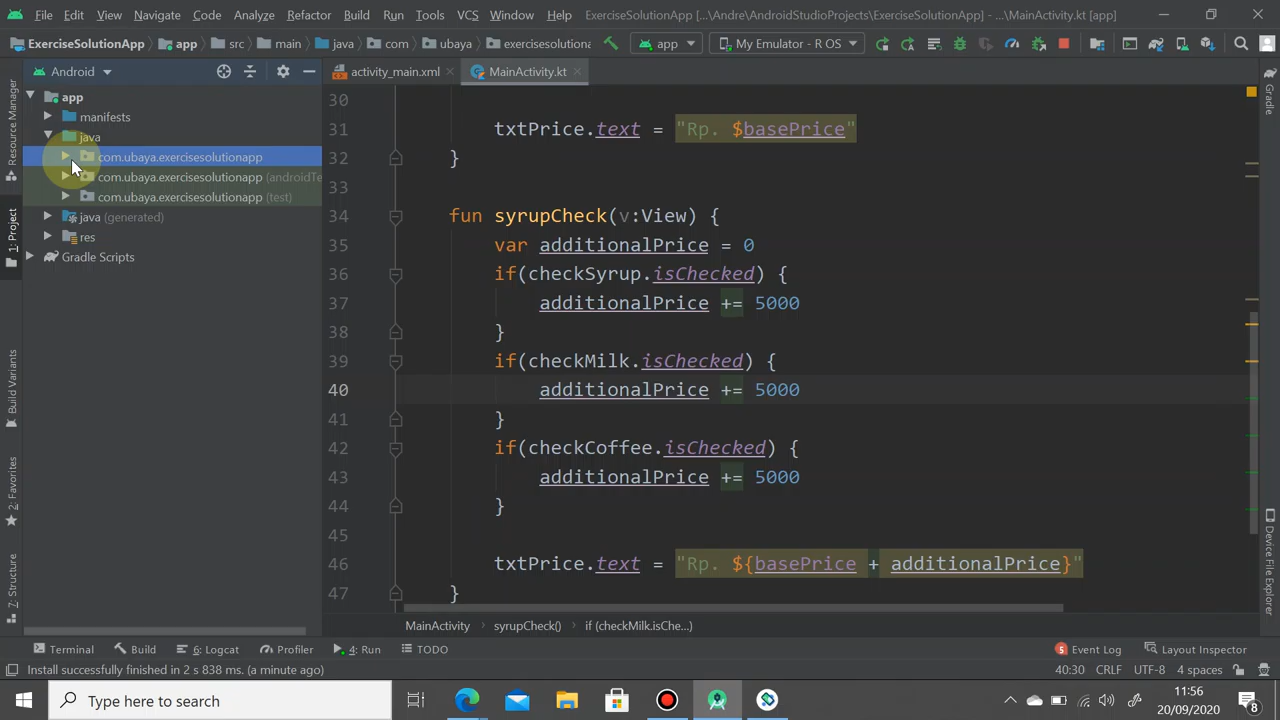 File Edit View Navigate Code Analyze Refactor Build Run Tools VCS Window Help ExerciseSolutionApp [...\Andre\AndroidStudioProjects\ExerciseSolutionApp] - ...\MainActivity.kt [app]
ExerciseSolutionApp app src main java com ubaya exercisesolutiona app My Emulator - R OS
Android activity_main.xml MainActivity.kt
app
manifests
java
com.ubaya.exercisesolutionapp
com.ubaya.exercisesolutionapp (androidTe
com.ubaya.exercisesolutionapp (test)
java (generated)
res
Gradle Scripts
Resource Manager
1: Project
Build Variants
2: Favorites
7: Structure
30
31 txtPrice.text = "Rp. $basePrice"
32 }
33
34 fun syrupCheck(v:View) {
35 var additionalPrice = 0
36 if(checkSyrup.isChecked) {
37 additionalPrice += 5000
38 }
39 if(checkMilk.isChecked) {
40 additionalPrice += 5000
41 }
42 if(checkCoffee.isChecked) {
43 additionalPrice += 5000
44 }
45
46 txtPrice.text = "Rp. ${basePrice + additionalPrice}"
47 }
Gradle
Device File Explorer
MainActivity syrupCheck() if (checkMilk.isChe...)
Terminal Build 6: Logcat Profiler 4: Run TODO 5 Event Log Layout Inspector
Install successfully finished in 2 s 838 ms. (a minute ago) 40:30 CRLF UTF-8 4 spaces
Type here to search 11:56
20/09/2020 8